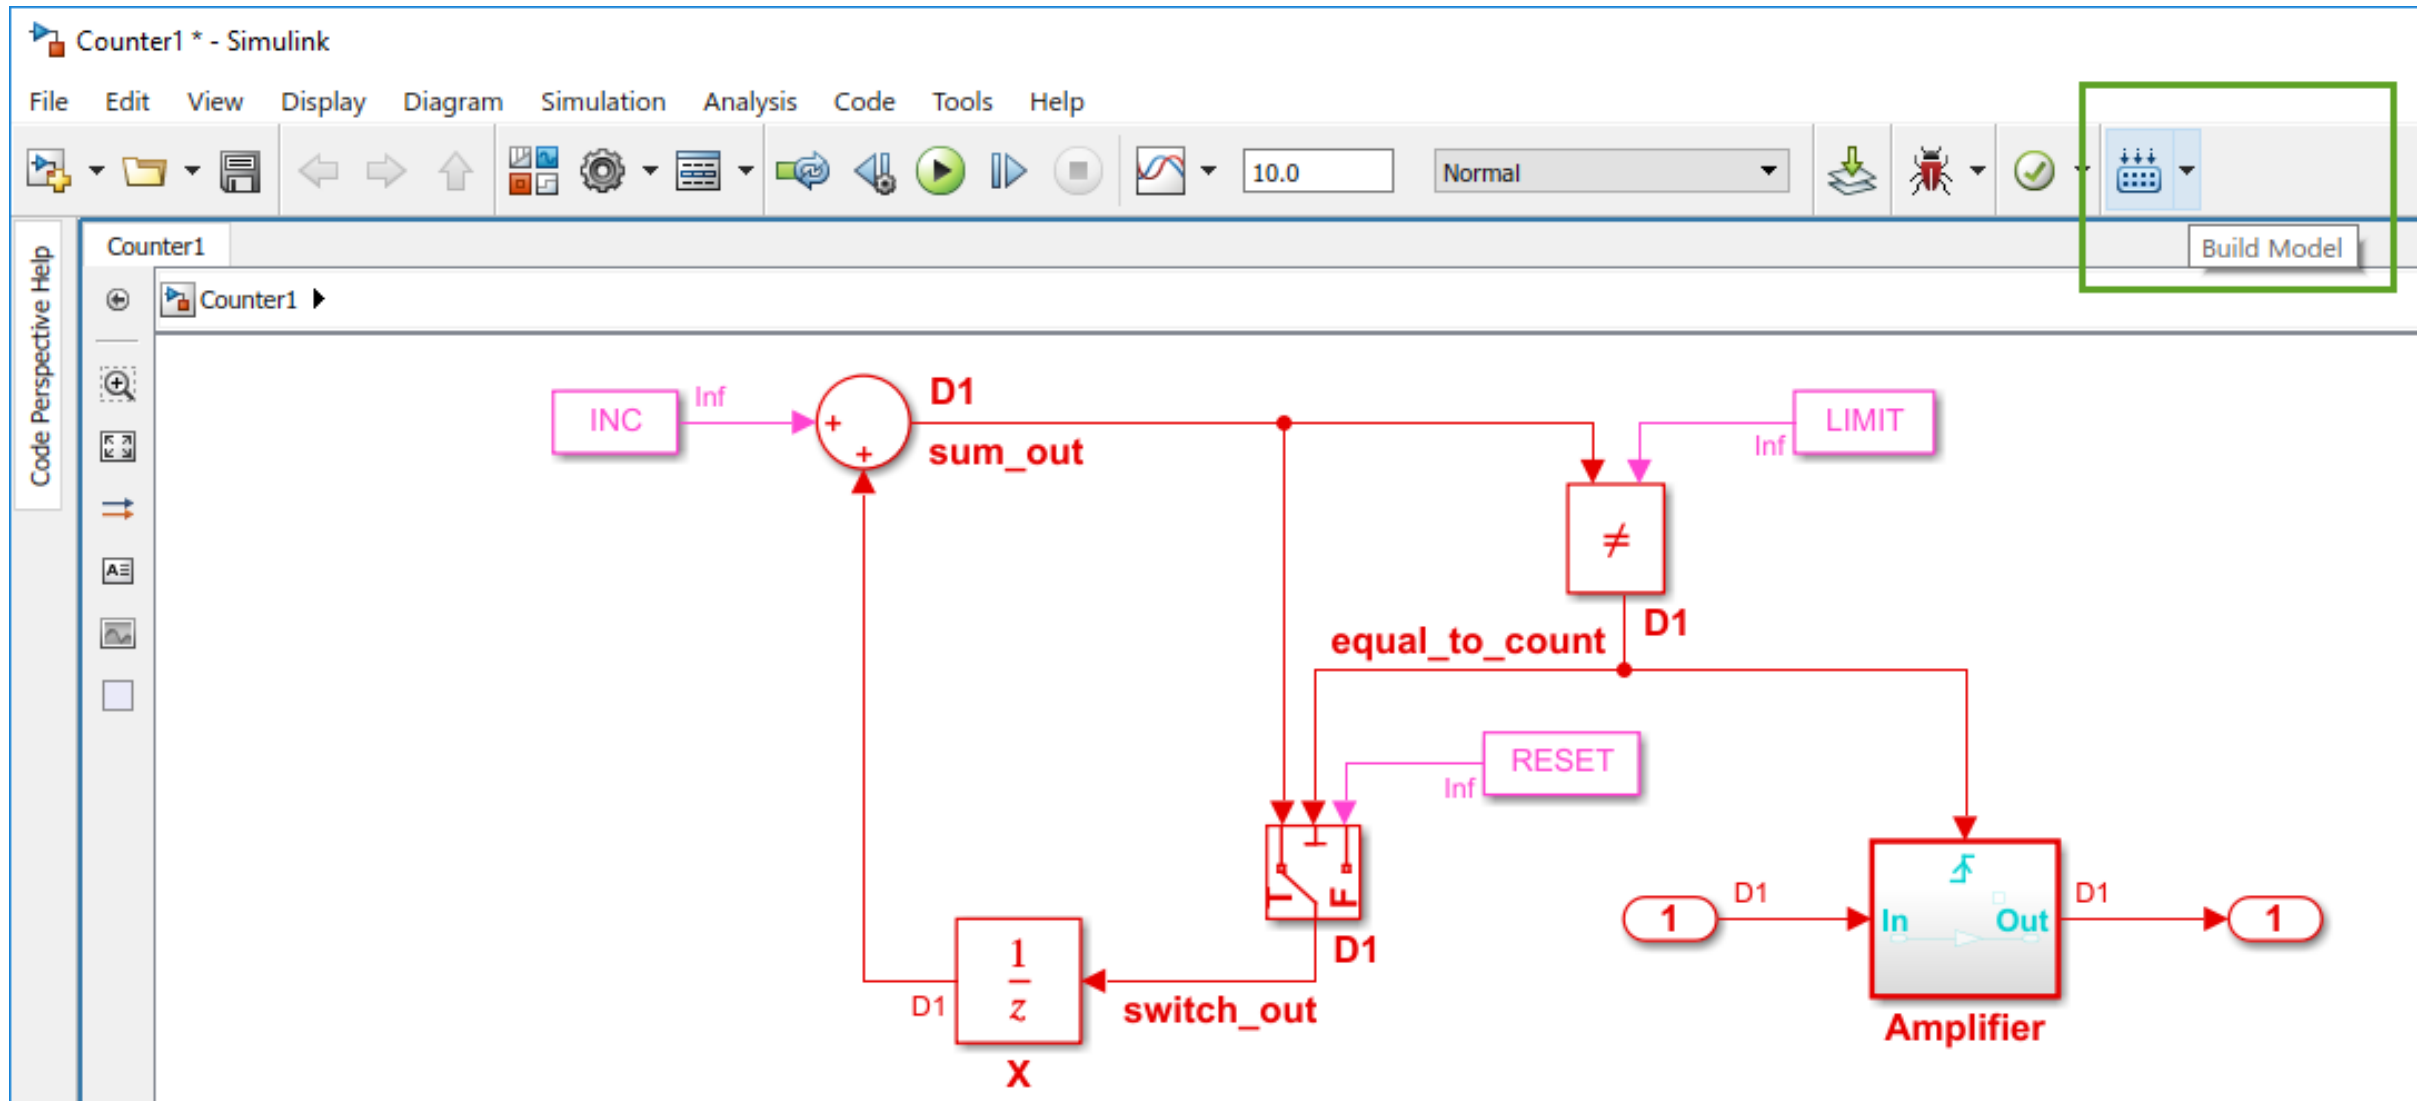 Counter1 * - Simulink
File Edit View Display Diagram Simulation Analysis Code Tools Help
10.0 Normal
Build Model
Code Perspective Help
Counter1
Counter1
INC Inf + + D1
sum_out
LIMIT
Inf
≠
D1
equal_to_count
RESET
Inf
T F
D1
1 D1 In Out D1 1
Amplifier
D1 1
z
switch_out
X